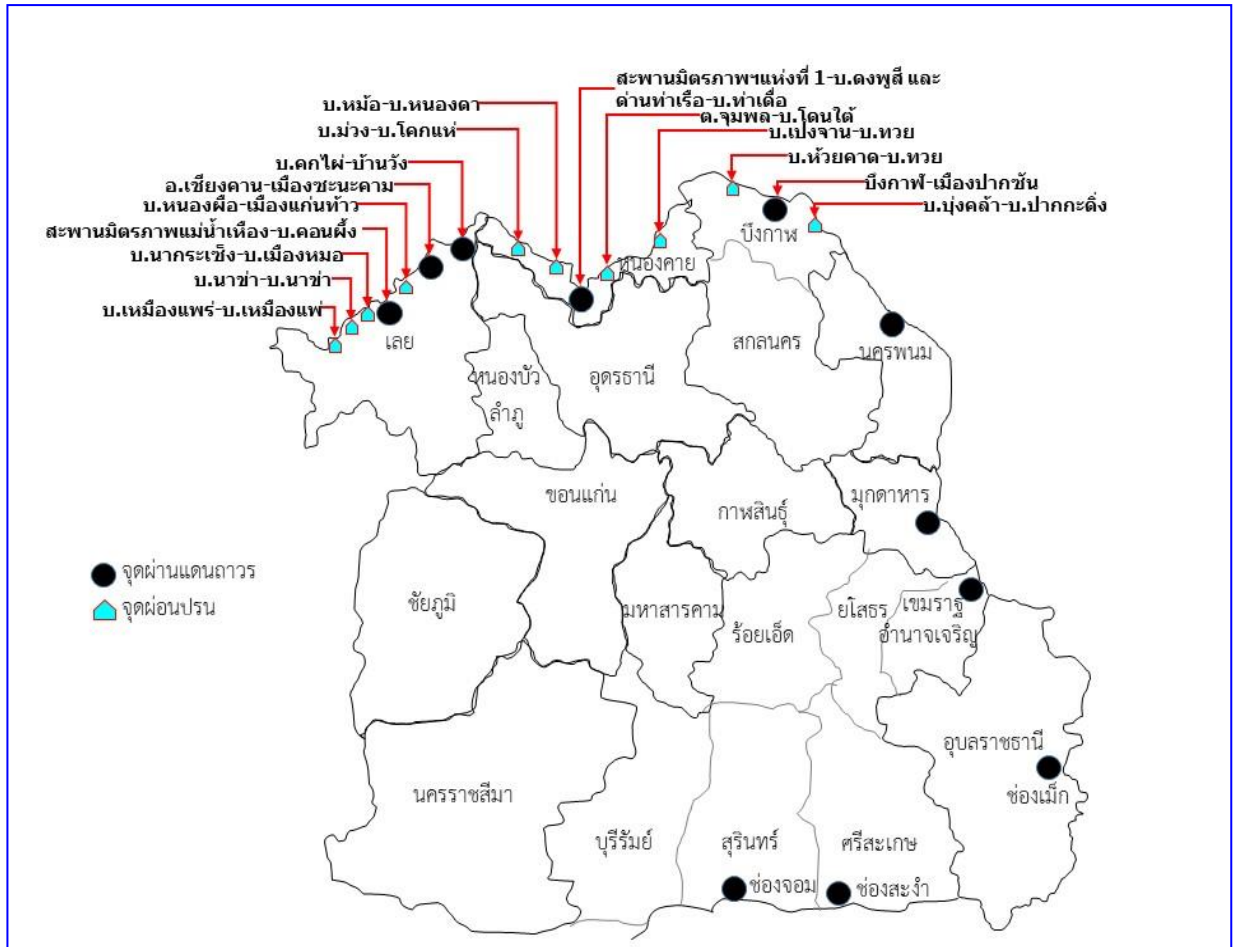 สะพานมิตรภาพฯแห่งที่ 1-บ.ดงพูสี และ
ด่านท่าเรือ-บ.ท่าเดื่อ
บ.หม้อ-บ.หนองดา
ต.จุมพล-บ.โดนใต้
บ.ม่วง-บ.โคกแห่
บ.เปงจาน-บ.ทวย
บ.คกไผ่-บ้านวัง
บ.ห้วยคาด-บ.ทวย
อ.เชียงคาน-เมืองชะนะคาม
บึงกาฬ-เมืองปากซัน
บ.หนองผือ-เมืองแก่นท้าว
บ.บุ่งคล้า-บ.ปากกะดิ่ง
สะพานมิตรภาพแม่น้ำเหือง-บ.คอนผึ้ง
บ.นากระเซ็ง-บ.เมืองหมอ
บ.นาข่า-บ.นาข่า
บ.เหมืองแพร่-บ.เหมืองแพ่
บึงกาฬ
หนองคาย
เลย
สกลนคร
นครพนม
หนองบัว
ลำภู
อุดรธานี
ขอนแก่น
กาฬสินธุ์
มุกดาหาร
จุดผ่านแดนถาวร
จุดผ่อนปรน
ชัยภูมิ
มหาสารคาม
ร้อยเอ็ด
ยโสธร
เขมราฐ
อำนาจเจริญ
อุบลราชธานี
ช่องเม็ก
นครราชสีมา
บุรีรัมย์
สุรินทร์
ศรีสะเกษ
ช่องจอม
ช่องสะงำ